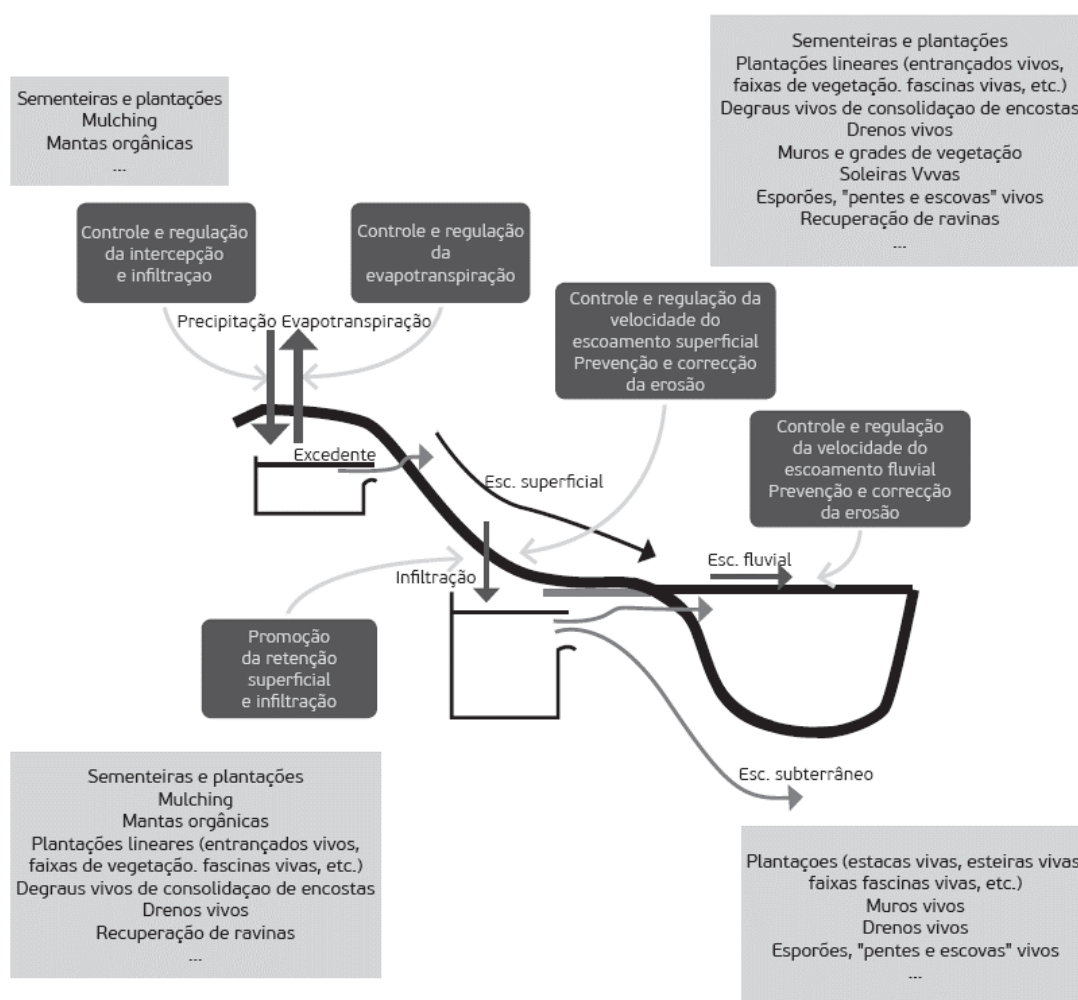 Sementeiras e plantações
Plantações lineares (entrançados vivos,
faixas de vegetação. fascinas vivas, etc.)
Degraus vivos de consolidaçao de encostas
Drenos vivos
Muros e grades de vegetação
Soleiras Vvvas
Esporões, "pentes e escovas" vivos
Recuperação de ravinas
...
Sementeiras e plantações
Mulching
Mantas orgânicas
...
Controle e regulação
da intercepção
e infiltraçao
Controle e regulação
da
evapotranspiração
Controle e regulação da
velocidade do
escoamento superficial
Prevenção e correcção
da erosão
Precipitação Evapotranspiração
Controle e regulação
da velocidade do
escoamento fluvial
Prevenção e correcção
da erosão
Excedente
Esc. superficial
Esc. fluvial
Infiltração
Promoção
da retenção
superficial
e infiltração
Esc. subterrâneo
Sementeiras e plantações
Mulching
Mantas orgânicas
Plantações lineares (entrançados vivos,
faixas de vegetação. fascinas vivas, etc.)
Degraus vivos de consolidaçao de encostas
Drenos vivos
Recuperação de ravinas
...
Plantaçoes (estacas vivas, esteiras vivas
faixas fascinas vivas, etc.)
Muros vivos
Drenos vivos
Esporões, "pentes e escovas" vivos
...